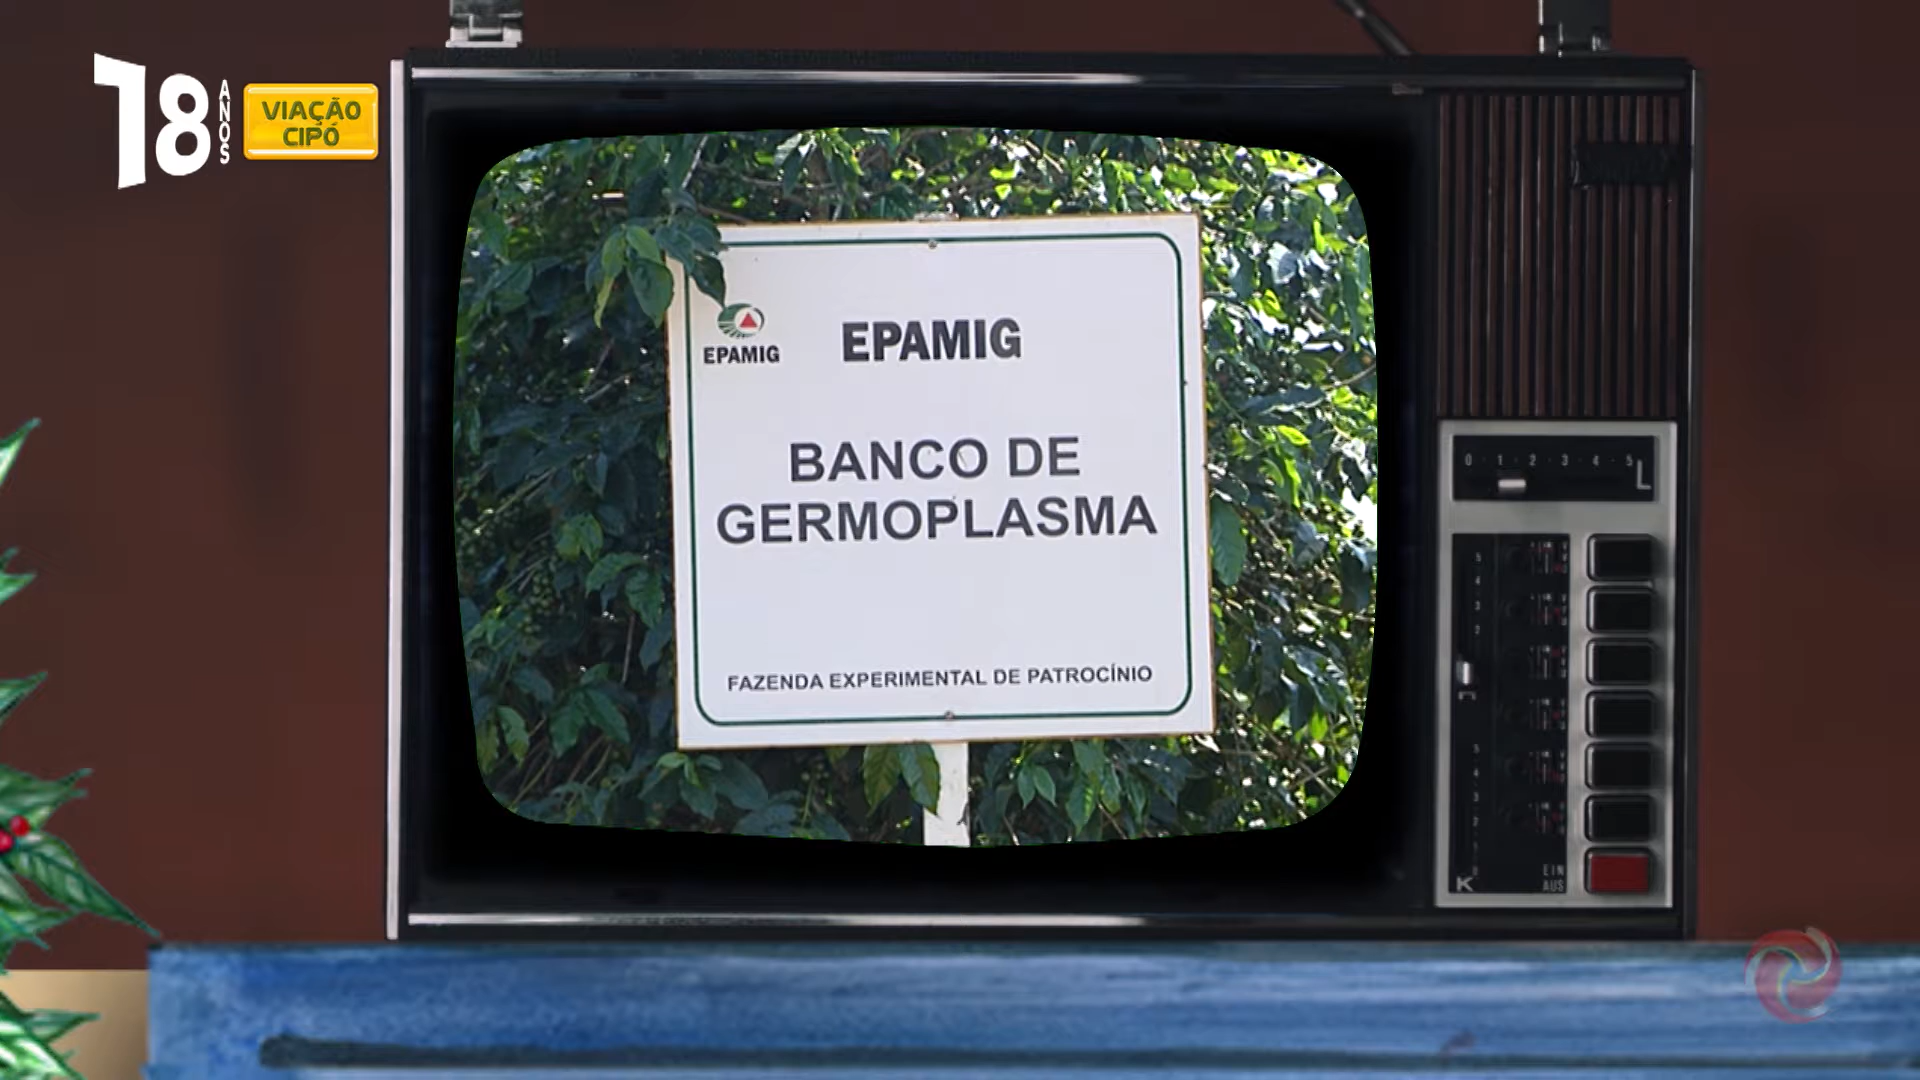 18
ANOS
VIAÇÃO
CIPÓ
EPAMIG
EPAMIG
BANCO DE
GERMOPLASMA
FAZENDA EXPERIMENTAL DE PATROCÍNIO
0 1 2 3 4 5
L
K
EIN
AUS